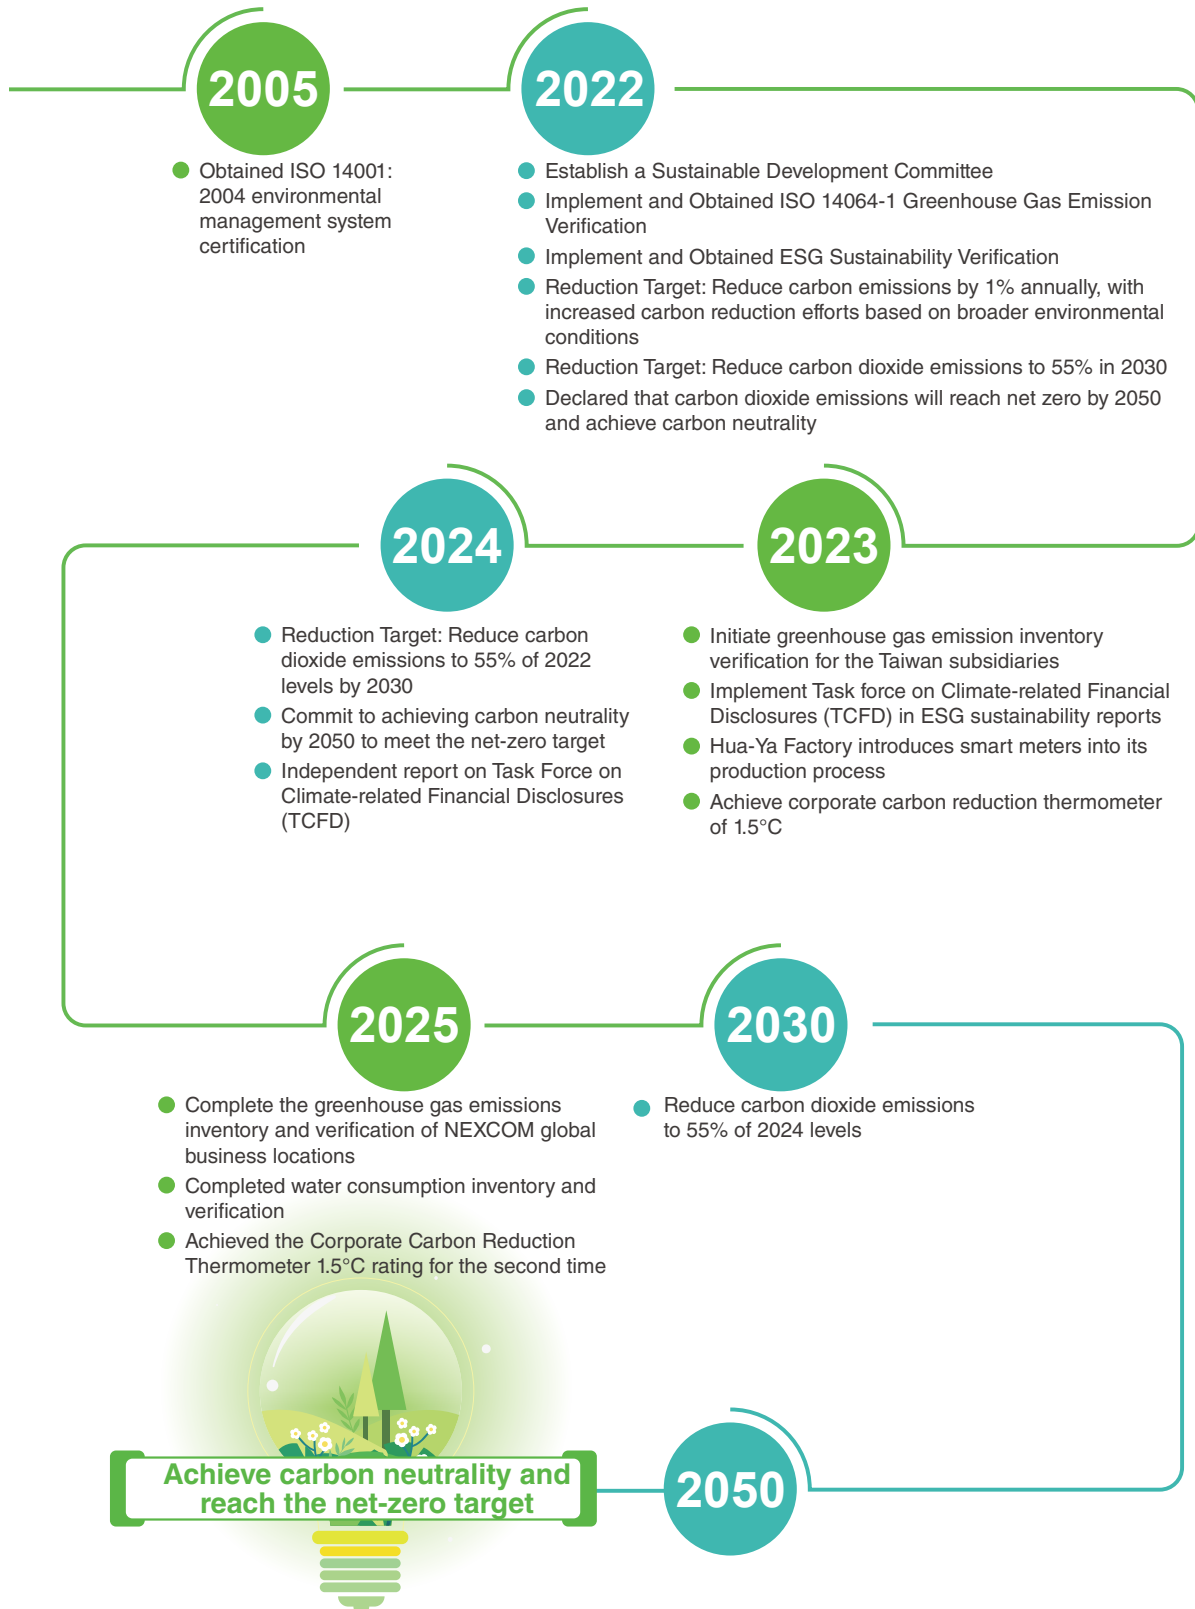 2005
Obtained ISO 14001:
2004 environmental
management system
certification
2022
Establish a Sustainable Development Committee
Implement and Obtained ISO 14064-1 Greenhouse Gas Emission
Verification
Implement and Obtained ESG Sustainability Verification
Reduction Target: Reduce carbon emissions by 1% annually, with
increased carbon reduction efforts based on broader environmental
conditions
Reduction Target: Reduce carbon dioxide emissions to 55% in 2030
Declared that carbon dioxide emissions will reach net zero by 2050
and achieve carbon neutrality
2023
Initiate greenhouse gas emission inventory
verification for the Taiwan subsidiaries
Implement Task force on Climate-related Financial
Disclosures (TCFD) in ESG sustainability reports
Hua-Ya Factory introduces smart meters into its
production process
Achieve corporate carbon reduction thermometer
of 1.5°C
2024
Reduction Target: Reduce carbon
dioxide emissions to 55% of 2022
levels by 2030
Commit to achieving carbon neutrality
by 2050 to meet the net-zero target
Independent report on Task Force on
Climate-related Financial Disclosures
(TCFD)
2025
Complete the greenhouse gas emissions
inventory and verification of NEXCOM global
business locations
Completed water consumption inventory and
verification
Achieved the Corporate Carbon Reduction
Thermometer 1.5°C rating for the second time
2030
Reduce carbon dioxide emissions
to 55% of 2024 levels
2050
Achieve carbon neutrality and
reach the net-zero target